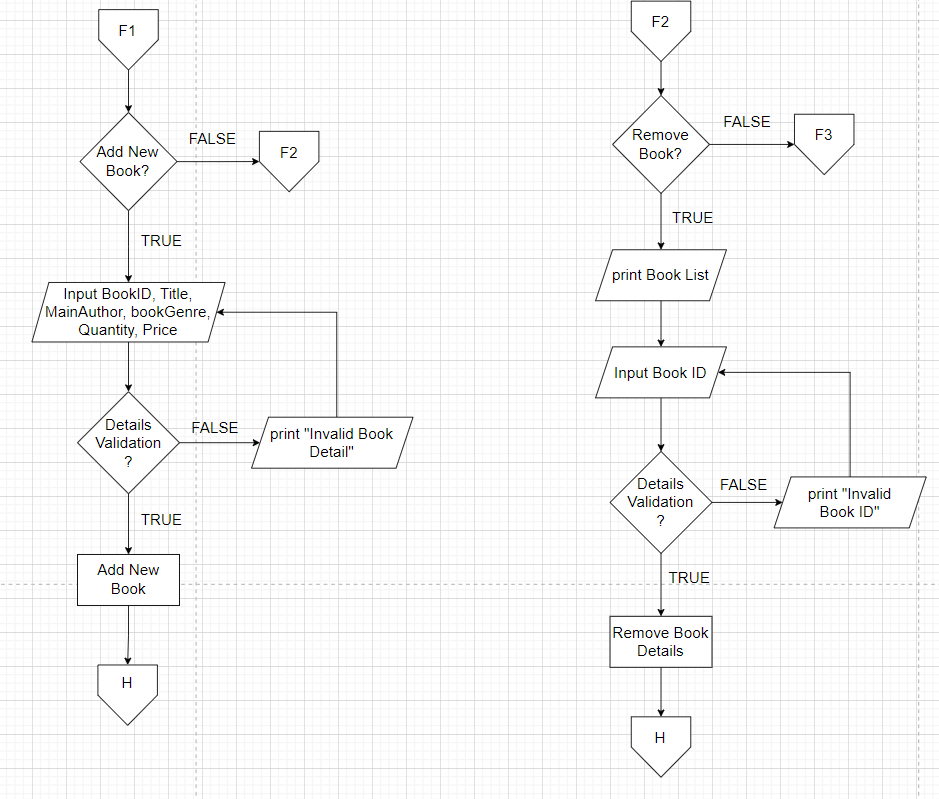 F1
Add New
Book?
FALSE
F2
TRUE
Input BookID, Title,
MainAuthor, bookGenre,
Quantity, Price
Details
Validation
?
FALSE
print "Invalid Book
Detail"
TRUE
Add New
Book
H
F2
Remove
Book?
FALSE
F3
TRUE
print Book List
Input Book ID
Details
Validation
?
FALSE
print "Invalid
Book ID"
TRUE
Remove Book
Details
H